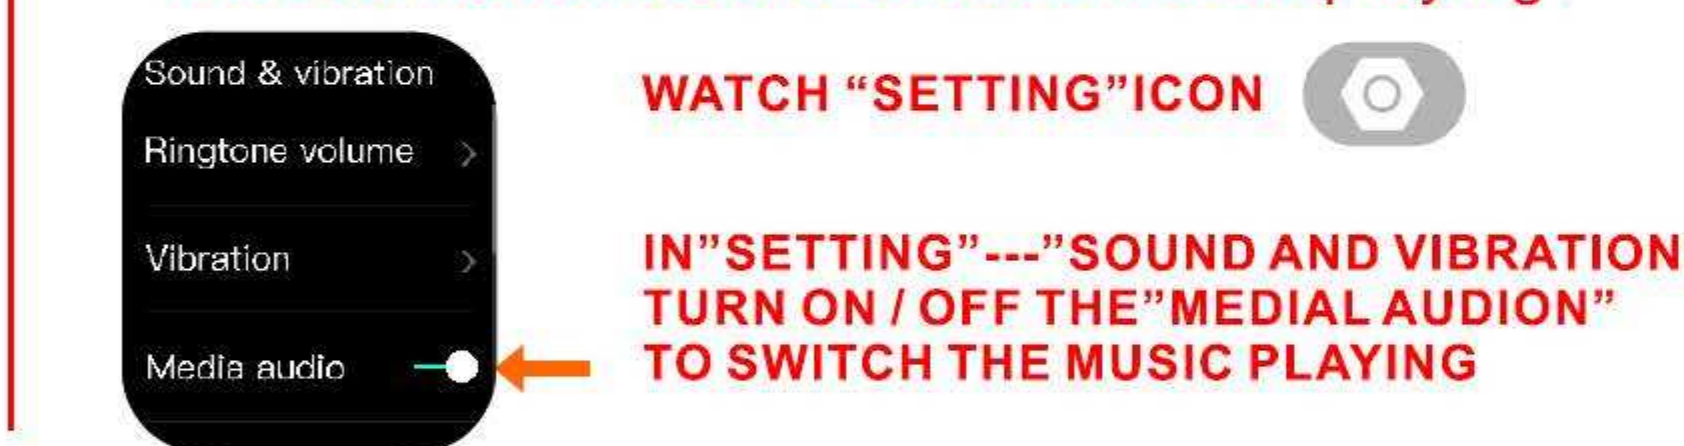 Sound & vibration
Ringtone volume
Vibration
Media audio
WATCH “SETTING”ICON
IN”SETTING”---”SOUND AND VIBRATION
TURN ON / OFF THE”MEDIAL AUDION”
TO SWITCH THE MUSIC PLAYING